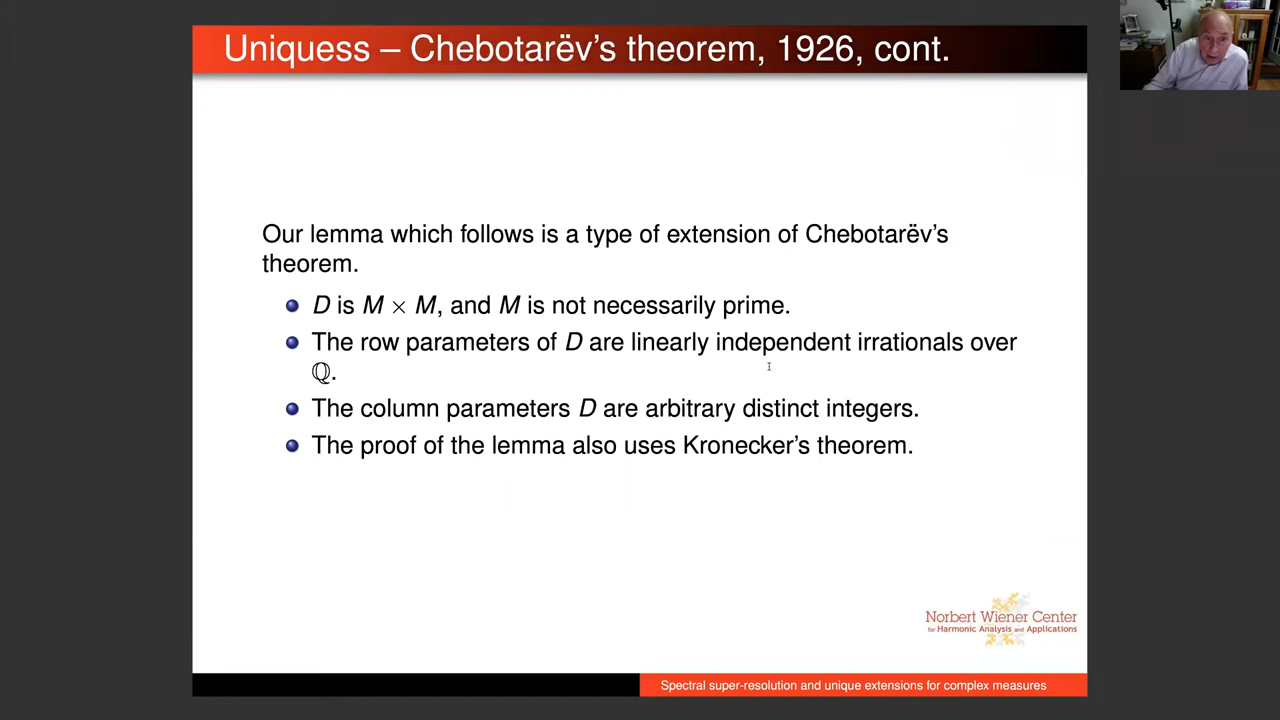 Uniquess – Chebotarëv's theorem, 1926, cont.
Our lemma which follows is a type of extension of Chebotarëv's
theorem.
D is M × M, and M is not necessarily prime.
The row parameters of D are linearly independent irrationals over
ℚ.
The column parameters D are arbitrary distinct integers.
The proof of the lemma also uses Kronecker's theorem.
Norbert Wiener Center
for Harmonic Analysis and Applications
Spectral super-resolution and unique extensions for complex measures